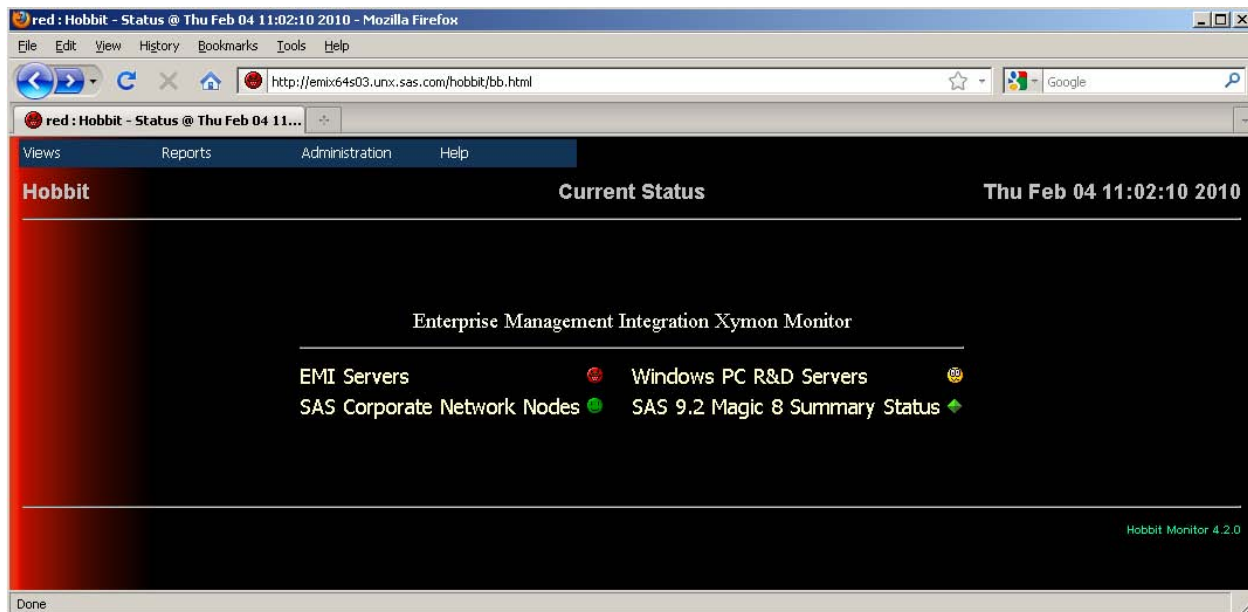 red : Hobbit - Status @ Thu Feb 04 11:02:10 2010 - Mozilla Firefox
File Edit View History Bookmarks Tools Help
http://emix64s03.unx.sas.com/hobbit/bb.html Google
red : Hobbit - Status @ Thu Feb 04 11...
Views Reports Administration Help
Hobbit Current Status Thu Feb 04 11:02:10 2010
Enterprise Management Integration Xymon Monitor
EMI Servers Windows PC R&D Servers
SAS Corporate Network Nodes SAS 9.2 Magic 8 Summary Status
Hobbit Monitor 4.2.0
Done